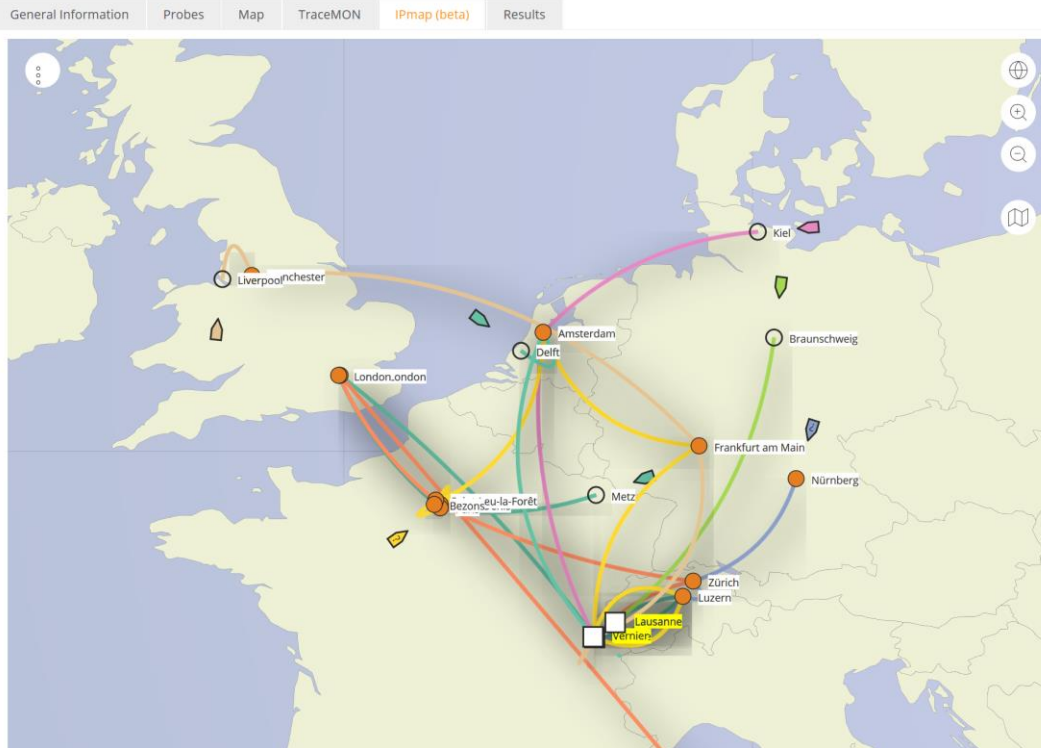 General Information Probes Map TraceMON IPmap (beta) Results
Kiel
Liverpool nchester
Amsterdam
Braunschweig
Delft
London ondon
Frankfurt am Main
Nürnberg
Metz
eu-la-Forêt
Bezons
Zürich
Luzern
Lausanne
Vernier